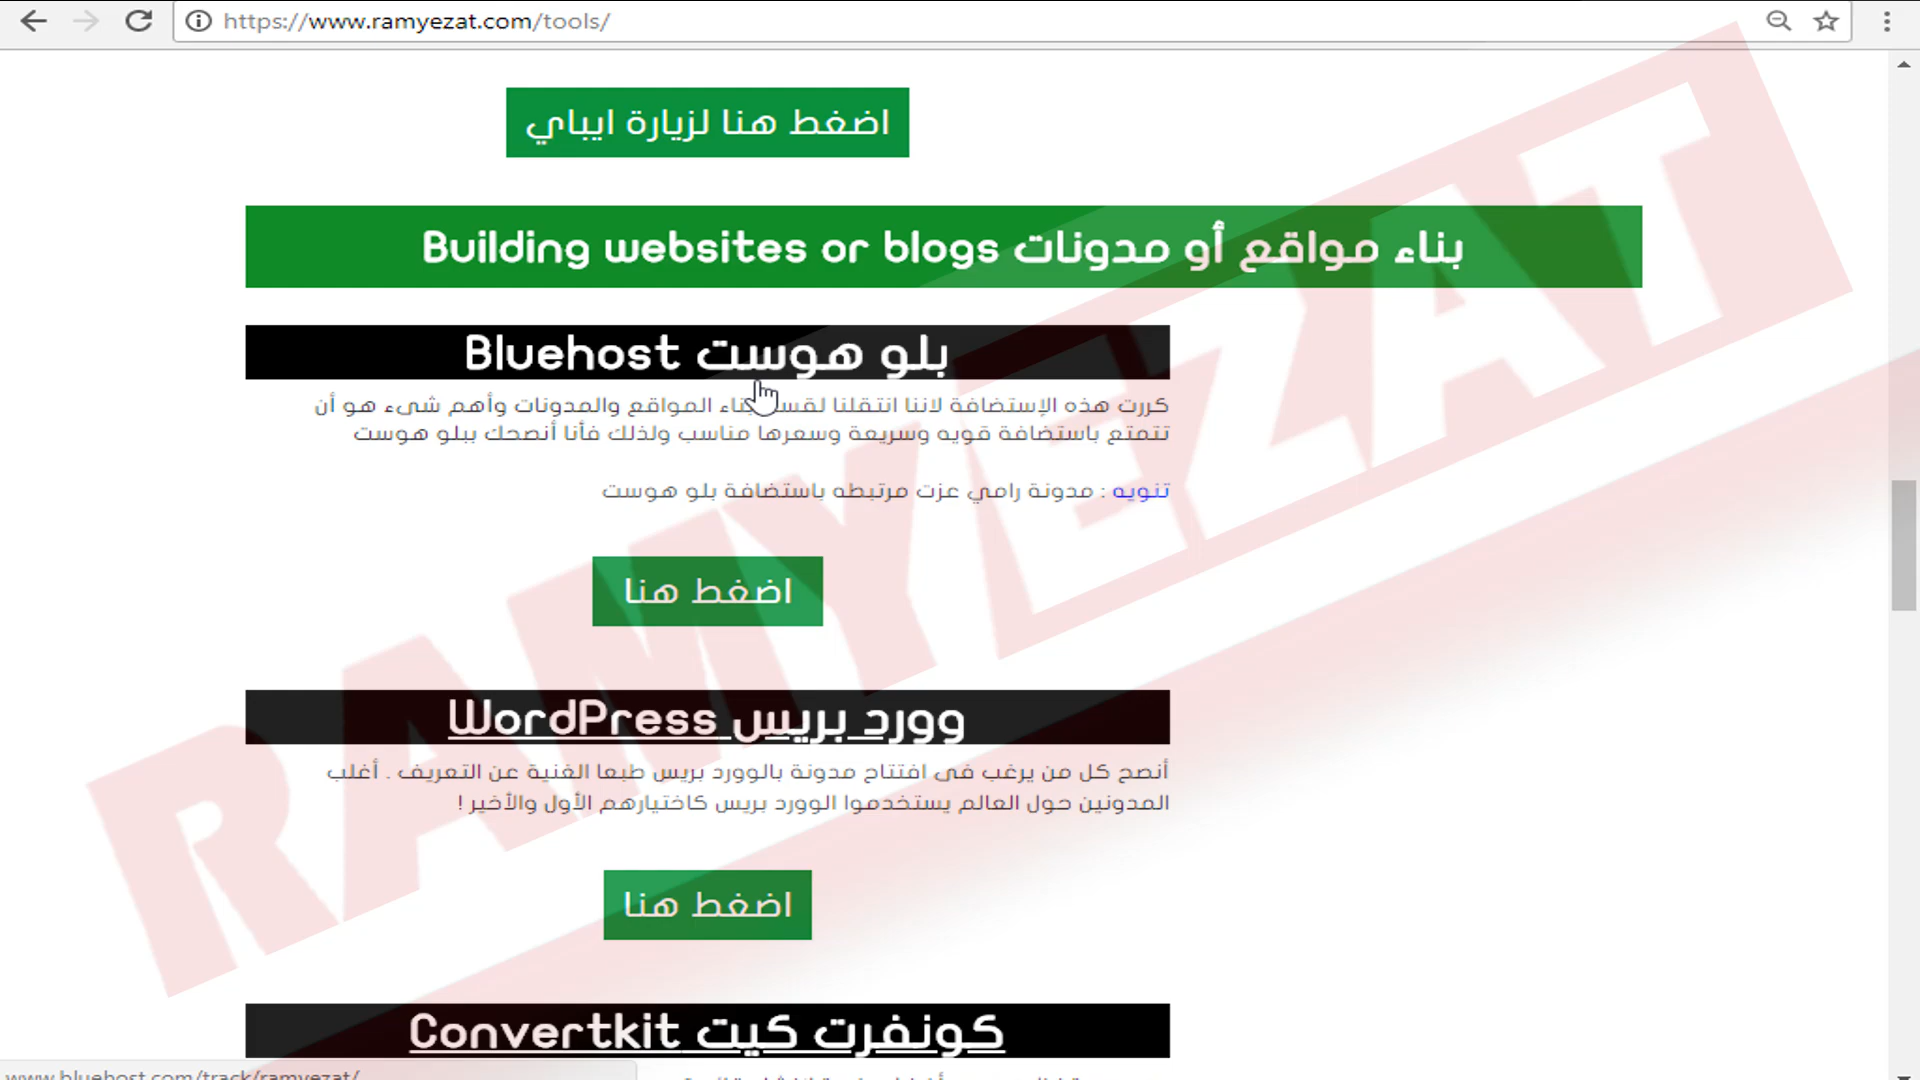 https://www.ramyezat.com/tools/
اضغط هنا لزيارة ايباي
بناء مواقع أو مدونات Building websites or blogs
بلو هوست Bluehost
كررت هذه الإستضافة لاننا انتقلنا لقسم بناء المواقع والمدونات وأهم شىء هو أن
تتمتع باستضافة قويه وسريعة وسعرها مناسب ولذلك فأنا أنصحك ببلو هوست
تنويه : مدونة رامي عزت مرتبطه باستضافة بلو هوست
اضغط هنا
وورد بريس WordPress
أنصح كل من يرغب فى افتتاح مدونة بالوورد بريس طبعا الغنية عن التعريف . أغلب
المدونين حول العالم يستخدموا الوورد بريس كاختيارهم الأول والأخير !
اضغط هنا
كونفرت كيت Convertkit
www.bluehost.com/track/ramyezat/
RAMYEZAT